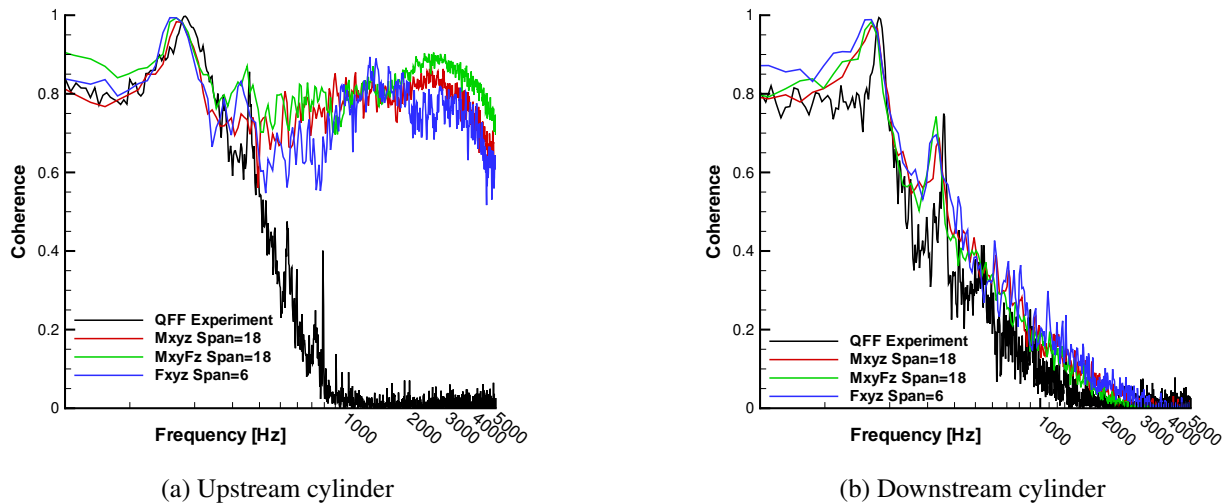 Coherence
1
0.8
0.6
0.4
0.2
0
QFF Experiment
Mxyz Span=18
MxyFz Span=18
Fxyz Span=6
1000
2000
3000
4000
5000
Frequency [Hz]
(a) Upstream cylinder
Coherence
1
0.8
0.6
0.4
0.2
0
QFF Experiment
Mxyz Span=18
MxyFz Span=18
Fxyz Span=6
1000
2000
3000
4000
5000
Frequency [Hz]
(b) Downstream cylinder